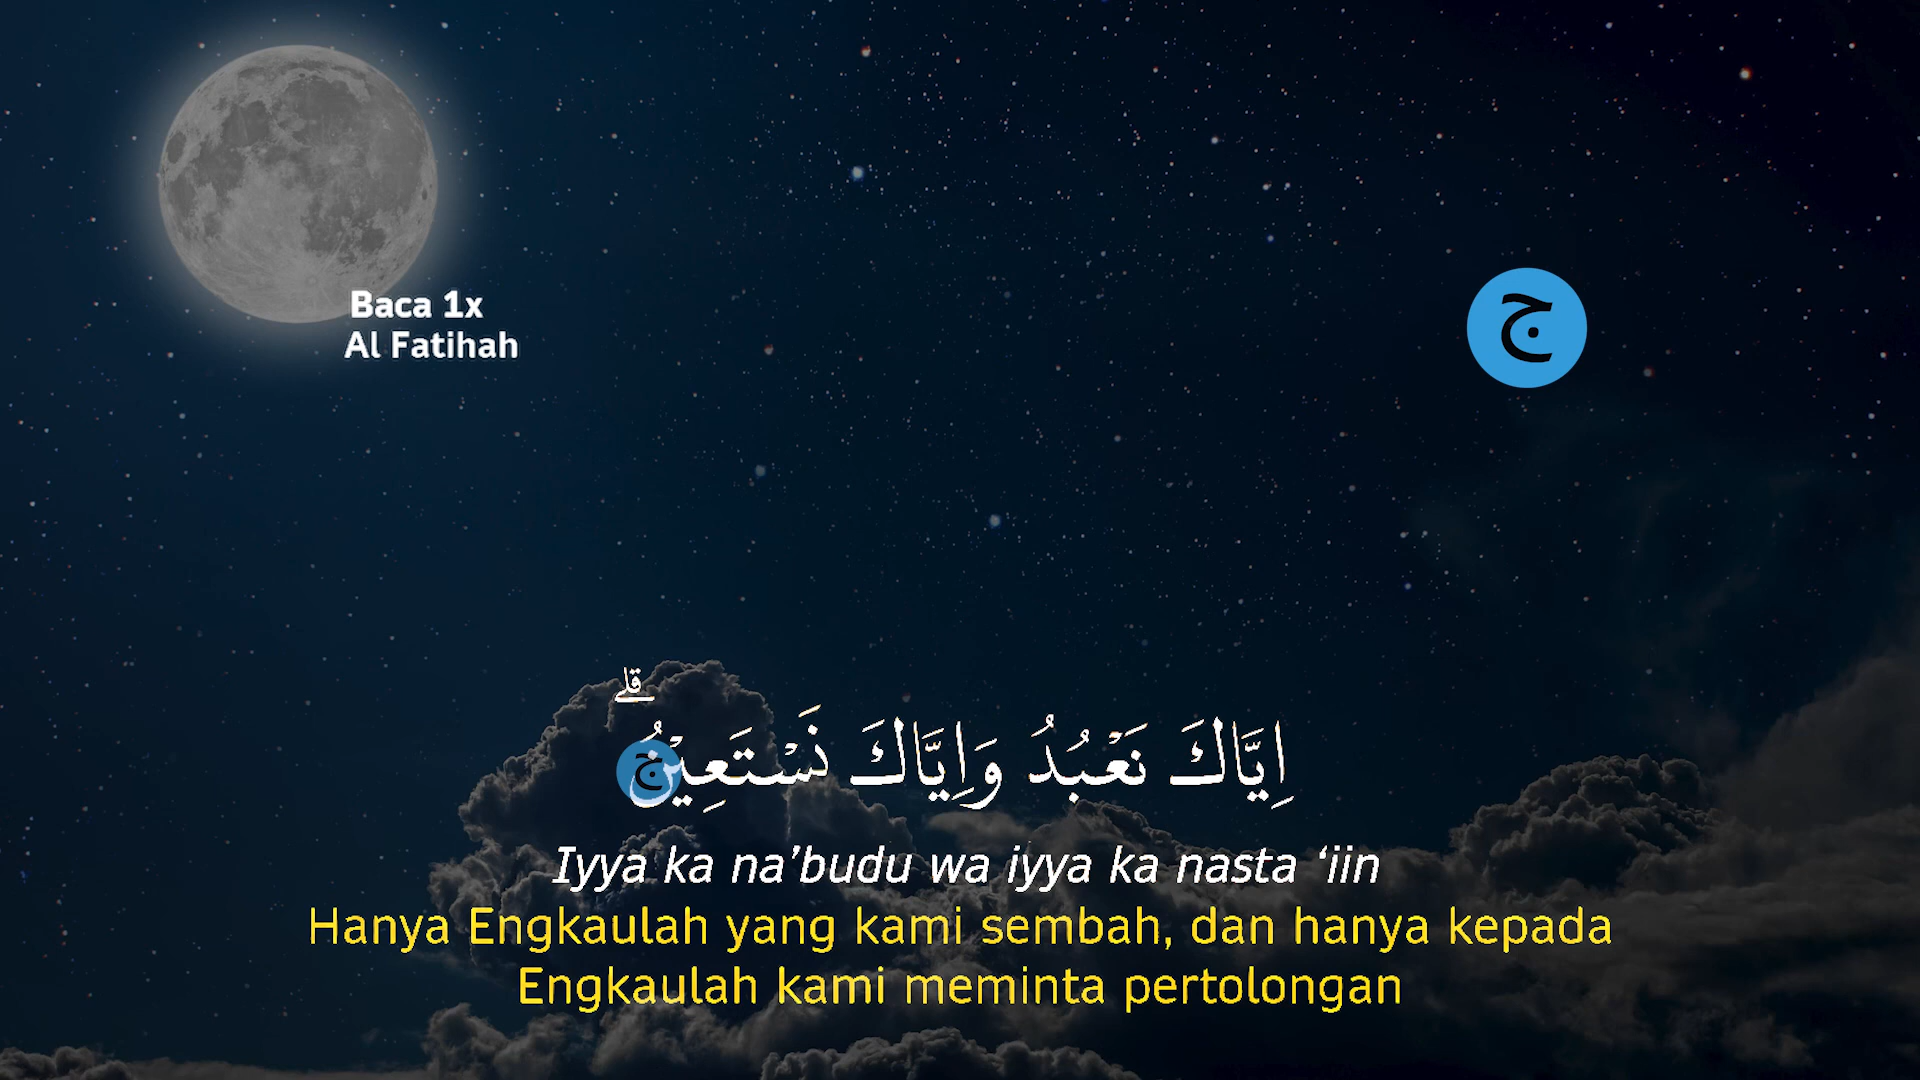 Baca 1x
Al Fatihah
ج
اِيَّاكَ نَعْبُدُ وَاِيَّاكَ نَسْتَعِيْنُۗ
ج
Iyya ka na’budu wa iyya ka nasta ‘iin
Hanya Engkaulah yang kami sembah, dan hanya kepada
Engkaulah kami meminta pertolongan